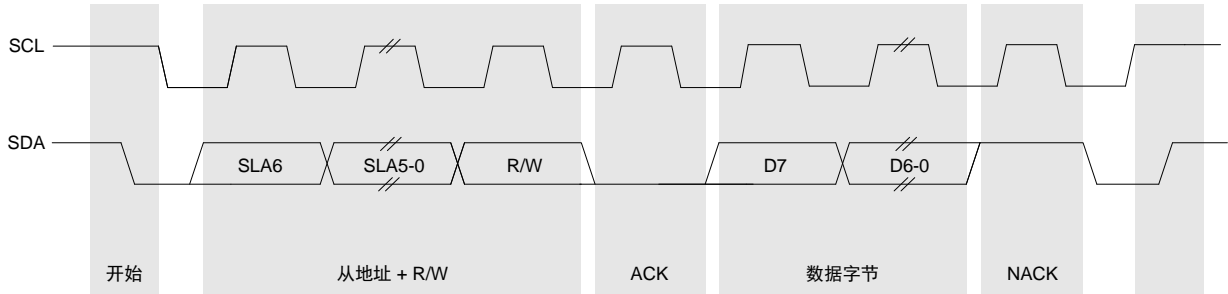 SCL
SDA
SLA6 SLA5-0 R/W D7 D6-0
开始 从地址 + R/W ACK 数据字节 NACK